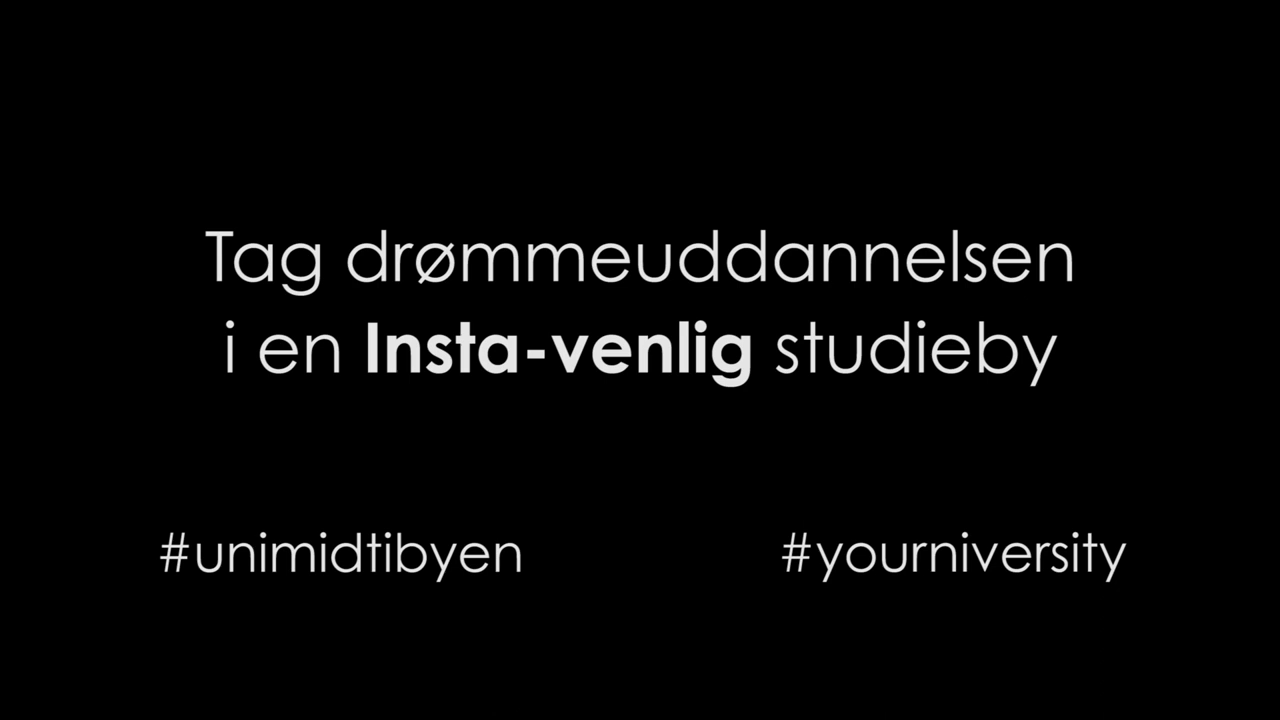 Tag drømmeuddannelsen
i en Insta-venlig studieby
#unimidtibyen #yourniversity